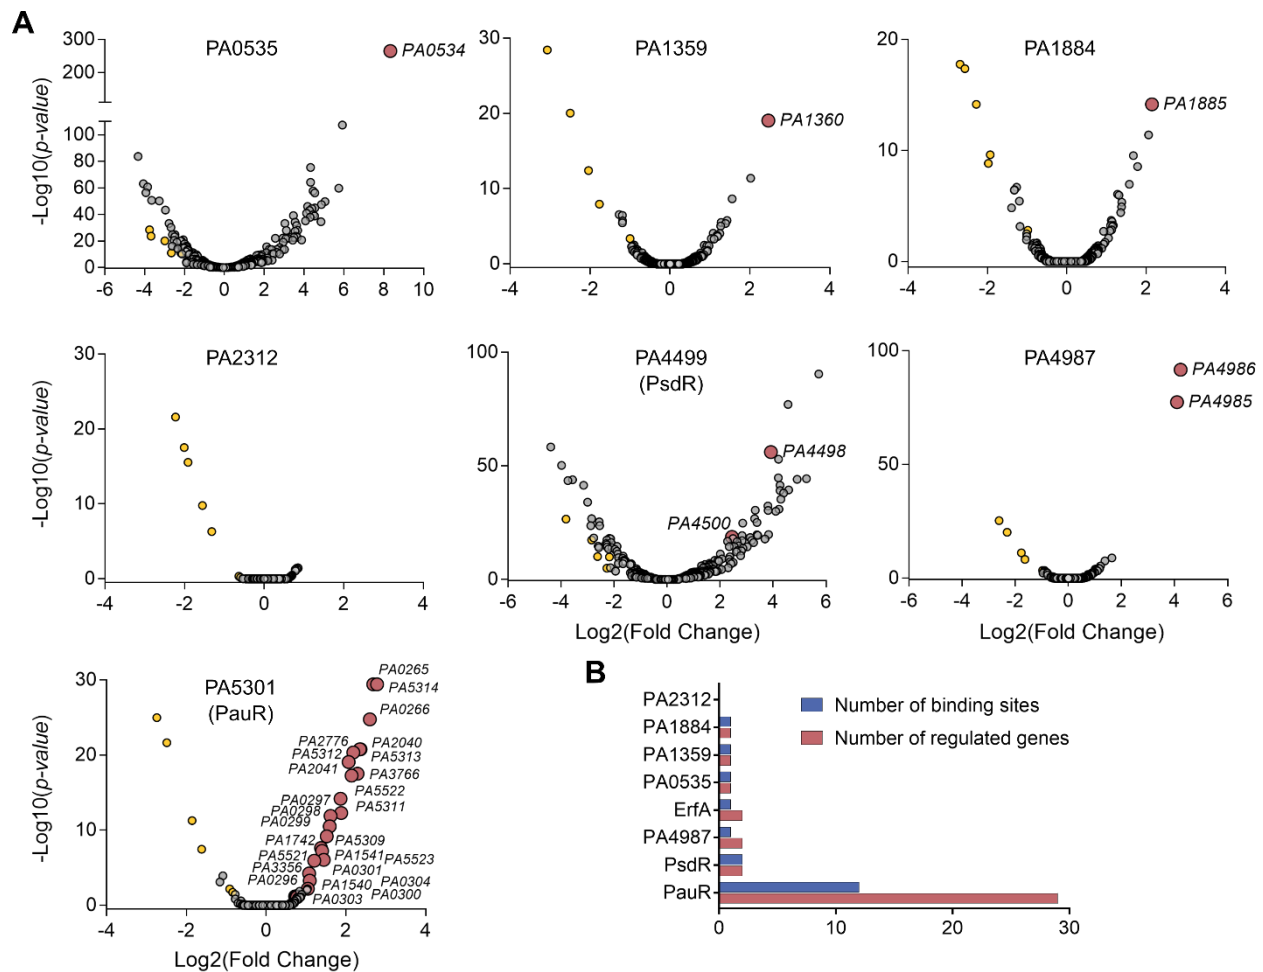 A
PA0535
PA0534
300
200
100
80
60
40
20
0
-6 -4 -2 0 2 4 6 8 10
-Log10(p-value)
PA1359
PA1360
30
20
10
0
-4 -2 0 2 4
PA1884
PA1885
20
10
0
-4 -2 0 2 4
PA2312
30
20
10
0
-4 -2 0 2 4
-Log10(p-value)
PA4499
(PsdR)
PA4498
PA4500
100
50
0
-6 -4 -2 0 2 4 6
Log2(Fold Change)
PA4987
PA4986
PA4985
100
50
0
-6 -4 -2 0 2 4 6
Log2(Fold Change)
PA5301
(PauR)
PA0265
PA5314
PA0266
PA2776 PA2040
PA5312 PA5313
PA2041 PA3766
PA5522
PA0297 PA5311
PA0298
PA0299
PA1742 PA5309
PA5521 PA1541 PA5523
PA3356 PA0301
PA0296 PA1540 PA0304
PA0303 PA0300
30
20
10
0
-4 -2 0 2 4
-Log10(p-value)
Log2(Fold Change)
B
PA2312
PA1884
PA1359
PA0535
ErfA
PA4987
PsdR
PauR
0 10 20 30
Number of binding sites
Number of regulated genes